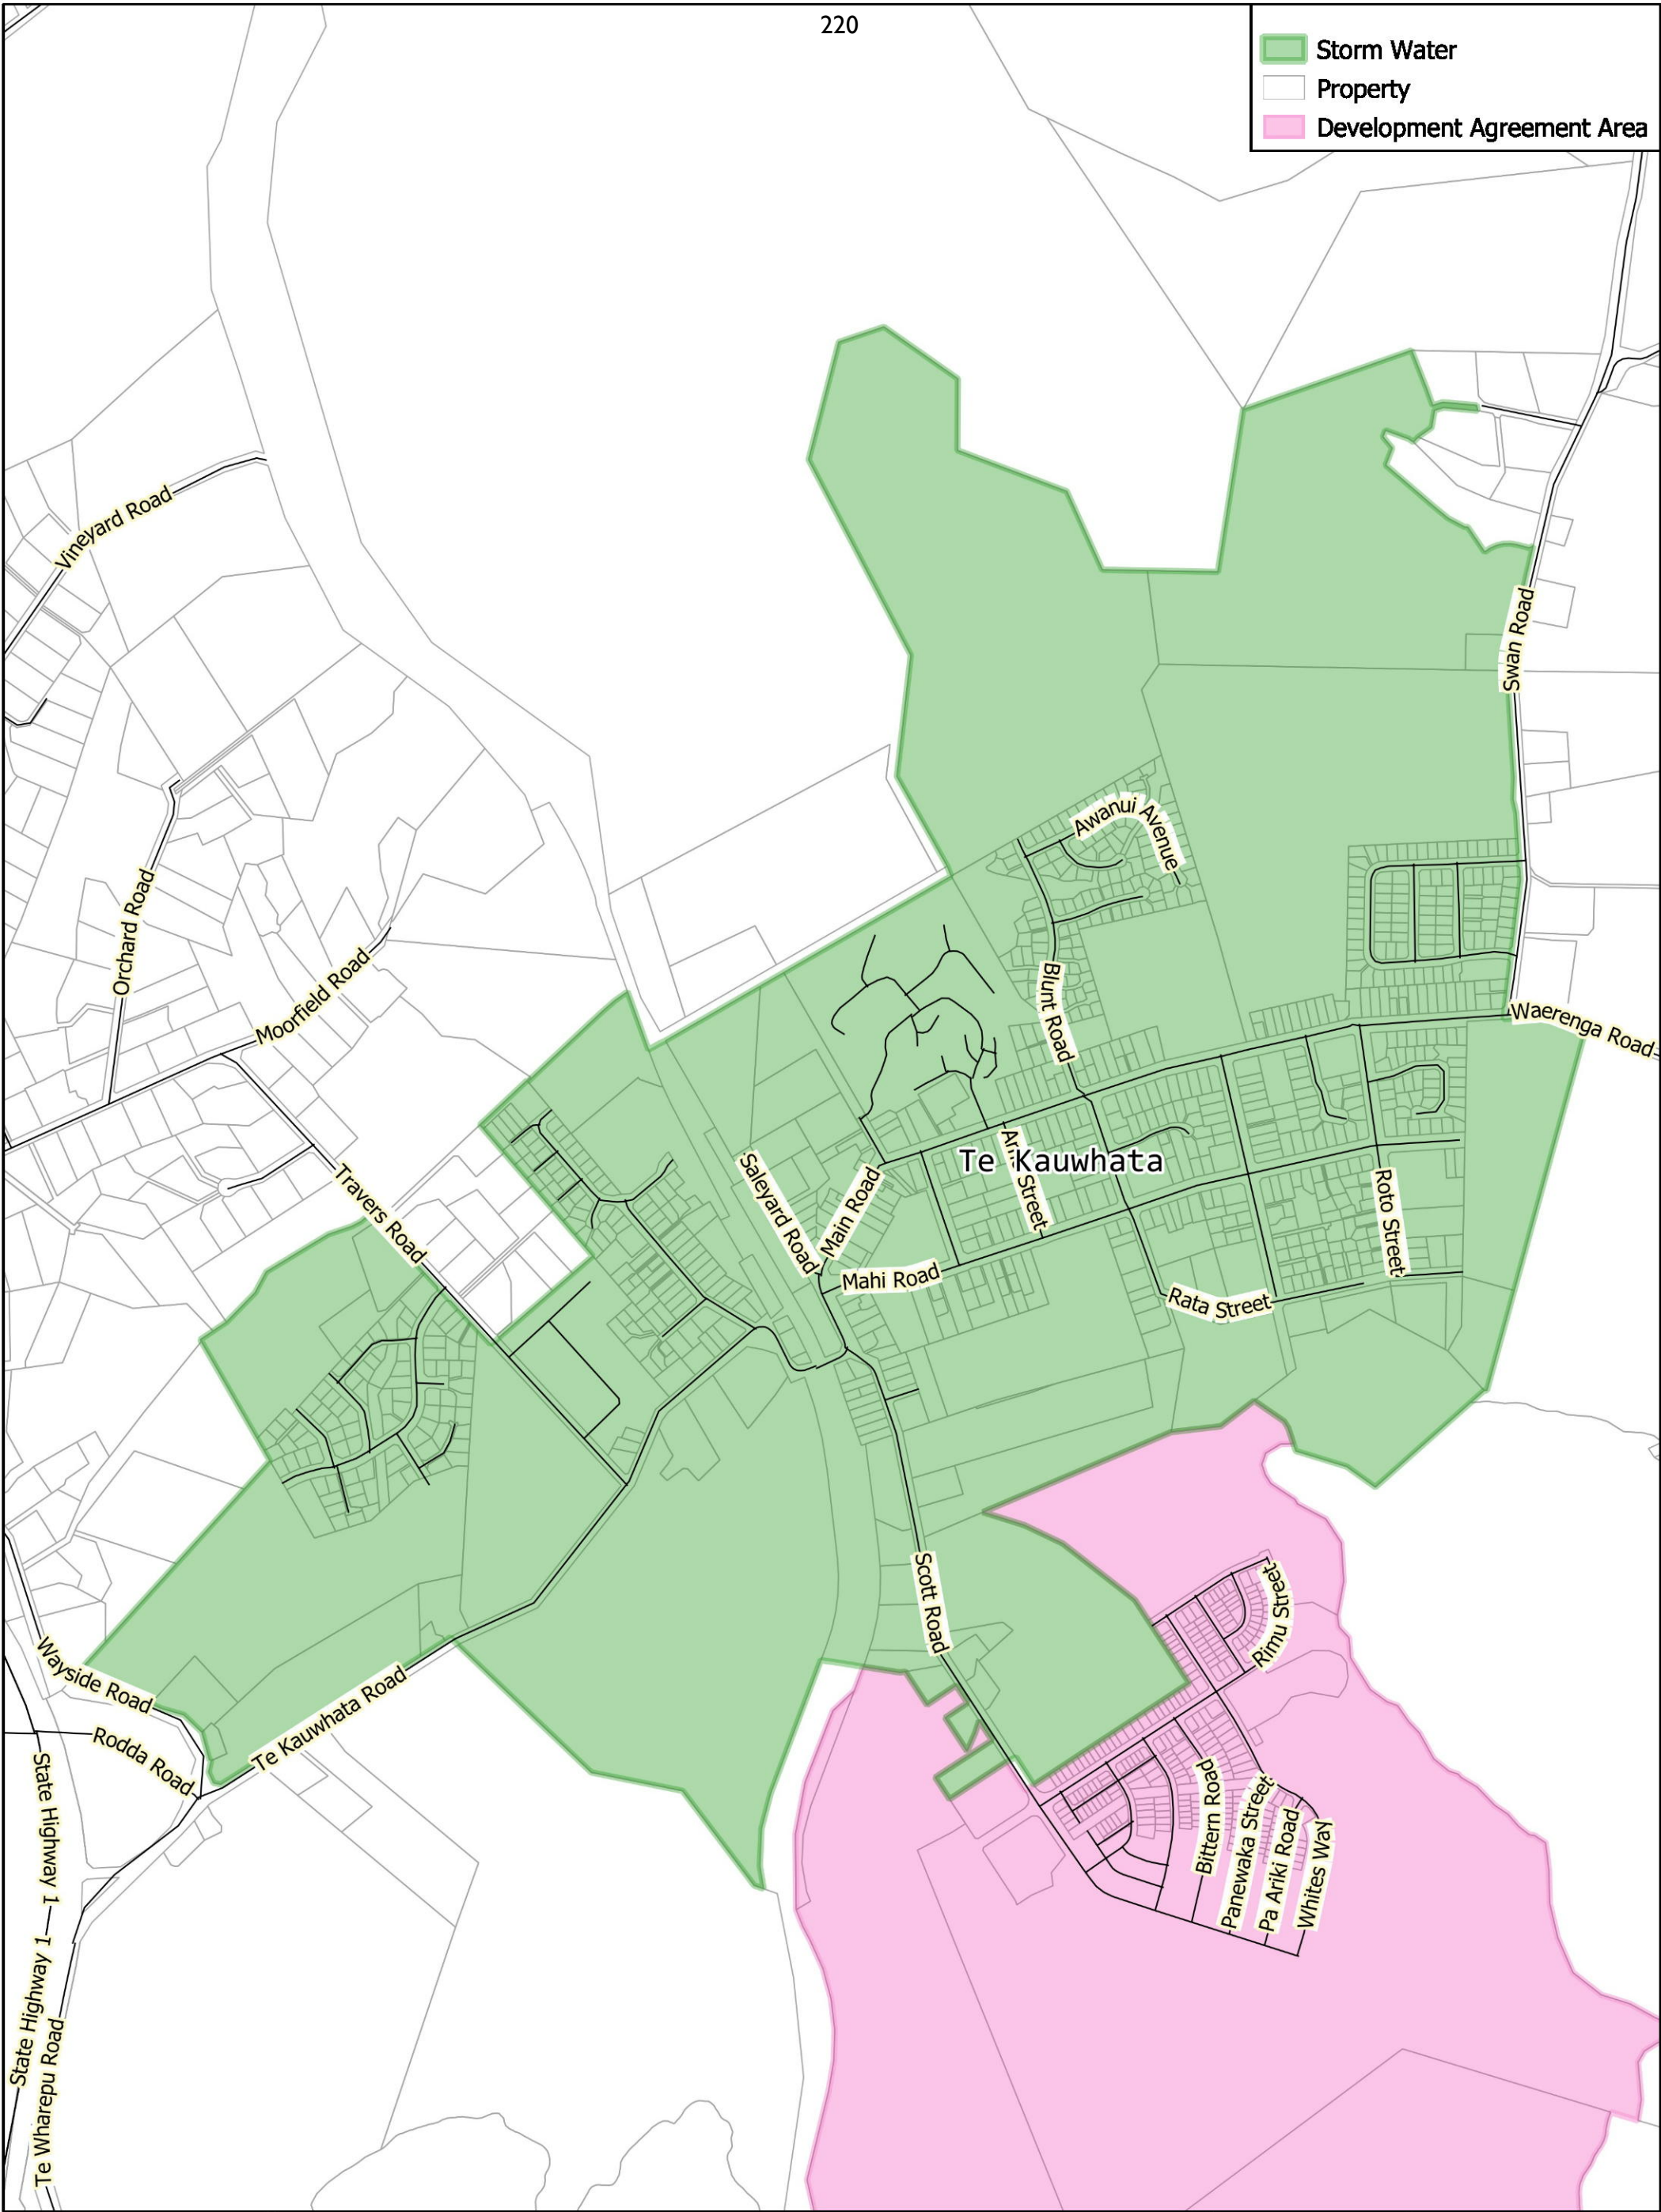 220
Storm Water
Property
Development Agreement Area
Vineyard Road
Swan Road
Awanui Avenue
Orchard Road
Moorfield Road
Blunt Road
Waerenga Road
Te Kauwhata
Street
Travers Road
Saleyard Road
Main Road
Roto Street
Mahi Road
Rata Street
Scott Road
Rimu Street
Wayside Road
Te Kauwhata Road
Rodda Road
State Highway 1
Bittern Road
Panewaka Street
Pa Ariki Road
Whites Way
State Highway 1
Te Wharepu Road